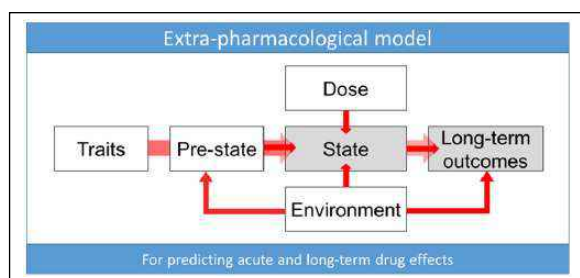 Extra-pharmacological model
Dose
Traits
Pre-state
State
Long-term
outcomes
Environment
For predicting acute and long-term drug effects